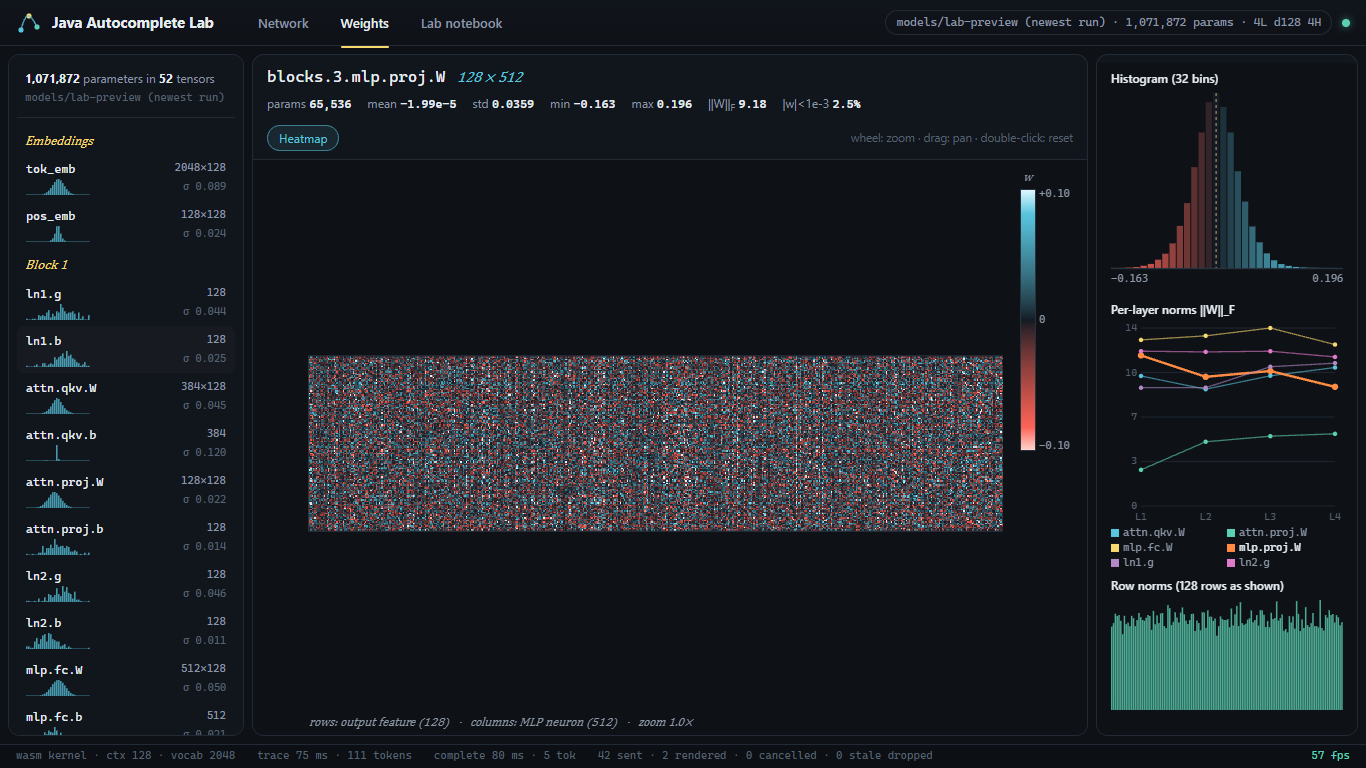 Java Autocomplete Lab Network Weights Lab notebook models/lab-preview (newest run) · 1,071,872 params · 4L d128 4H
1,071,872 parameters in 52 tensors
models/lab-preview (newest run)
Embeddings
tok_emb 2048×128
σ 0.089
pos_emb 128×128
σ 0.024
Block 1
ln1.g 128
σ 0.044
ln1.b 128
σ 0.025
attn.qkv.W 384×128
σ 0.045
attn.qkv.b 384
σ 0.120
attn.proj.W 128×128
σ 0.022
attn.proj.b 128
σ 0.014
ln2.g 128
σ 0.046
ln2.b 128
σ 0.011
mlp.fc.W 512×128
σ 0.050
mlp.fc.b 512
σ 0.021
blocks.3.mlp.proj.W 128 × 512
params 65,536 mean −1.99e−5 std 0.0359 min −0.163 max 0.196 ||W||F 9.18 |w|<1e-3 2.5%
Heatmap wheel: zoom · drag: pan · double-click: reset
w
+0.10
0
−0.10
rows: output feature (128) · columns: MLP neuron (512) · zoom 1.0×
Histogram (32 bins)
−0.163 0.196
Per-layer norms ||W||_F
14
10
7
3
0
L1 L2 L3 L4
attn.qkv.W attn.proj.W
mlp.fc.W mlp.proj.W
ln1.g ln2.g
Row norms (128 rows as shown)
wasm kernel · ctx 128 · vocab 2048 trace 75 ms · 111 tokens complete 80 ms · 5 tok 42 sent · 2 rendered · 0 cancelled · 0 stale dropped 57 fps